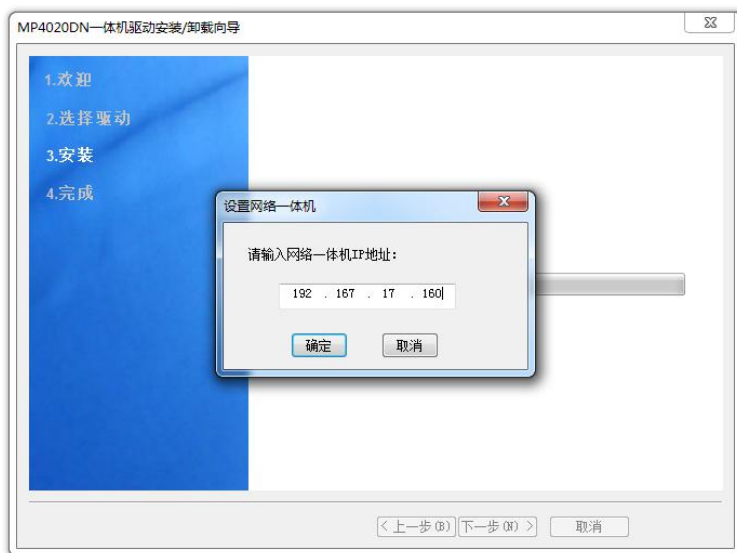 MP4020DN一体机驱动安装/卸载向导
1.欢迎
2.选择驱动
3.安装
4.完成
设置网络一体机
请输入网络一体机IP地址:
192 . 167 . 17 . 160
确定
取消
< 上一步(B)
下一步(N) >
取消